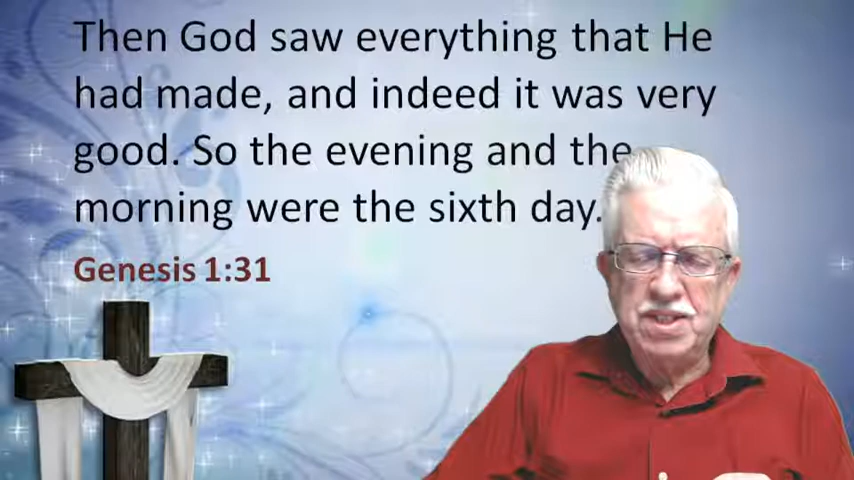 Then God saw everything that He
had made, and indeed it was very
good. So the evening and the
morning were the sixth day.
Genesis 1:31